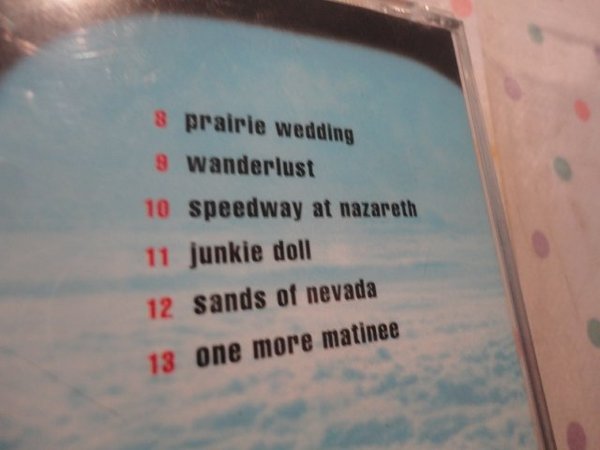 8 prairie wedding
9 wanderlust
10 speedway at nazareth
11 junkie doll
12 sands of nevada
13 one more matinee